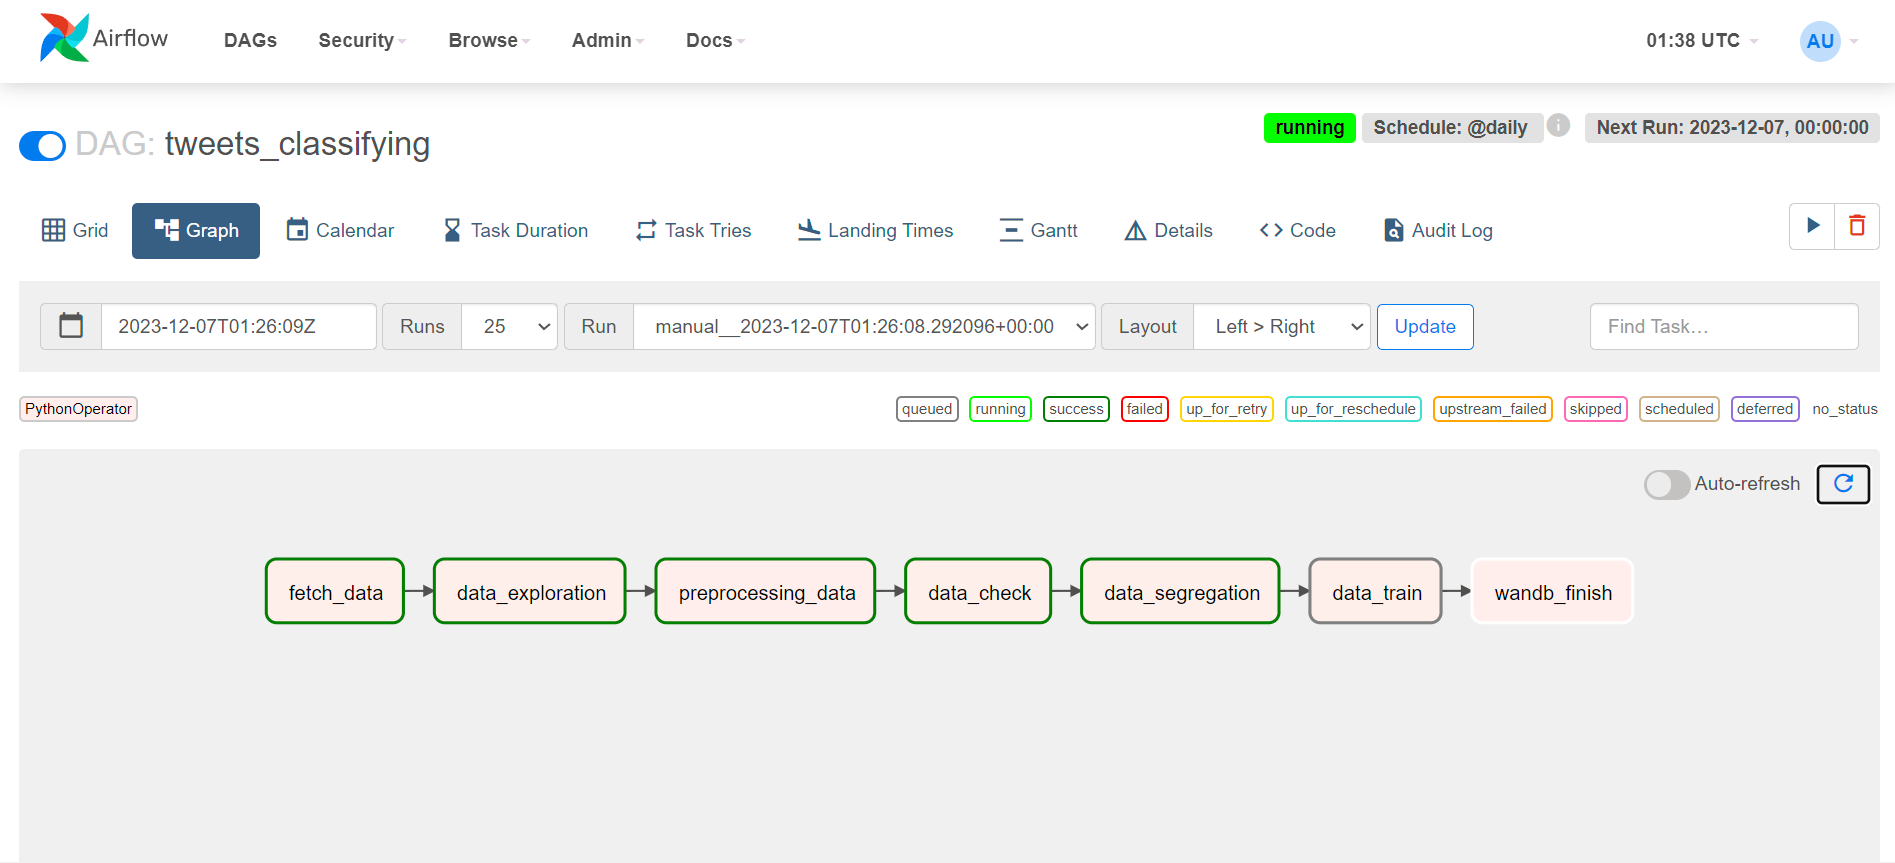 Airflow DAGs Security Browse Admin Docs 01:38 UTC AU
DAG: tweets_classifying running Schedule: @daily i Next Run: 2023-12-07, 00:00:00
Grid Graph Calendar Task Duration Task Tries Landing Times Gantt Details Code Audit Log
2023-12-07T01:26:09Z Runs 25 Run manual__2023-12-07T01:26:08.292096+00:00 Layout Left > Right Update Find Task...
PythonOperator queued running success failed up_for_retry up_for_reschedule upstream_failed skipped scheduled deferred no_status
Auto-refresh
fetch_data data_exploration preprocessing_data data_check data_segregation data_train wandb_finish